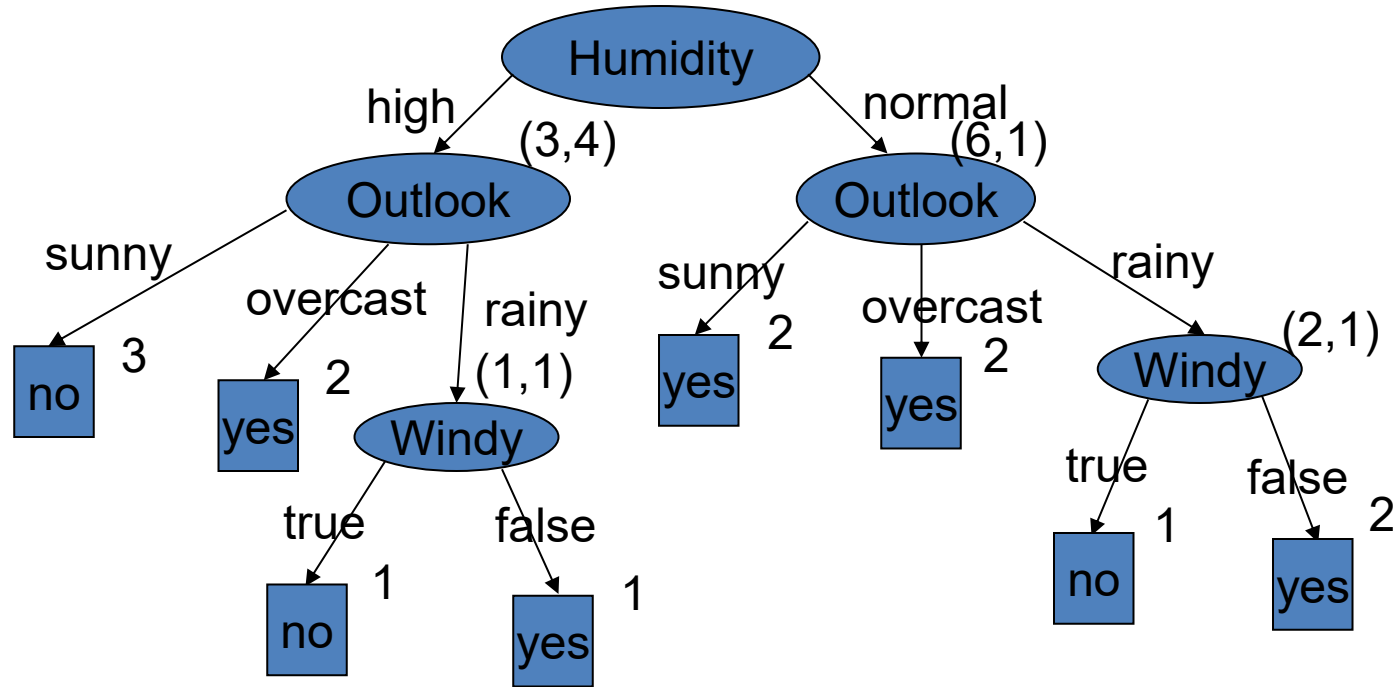 Humidity
high
normal
(3,4)
(6,1)
Outlook
Outlook
sunny
overcast
rainy
sunny
overcast
rainy
3
2
(1,1)
2
2
(2,1)
no
yes
Windy
yes
yes
Windy
true
false
true
false
1
1
1
2
no
yes
no
yes